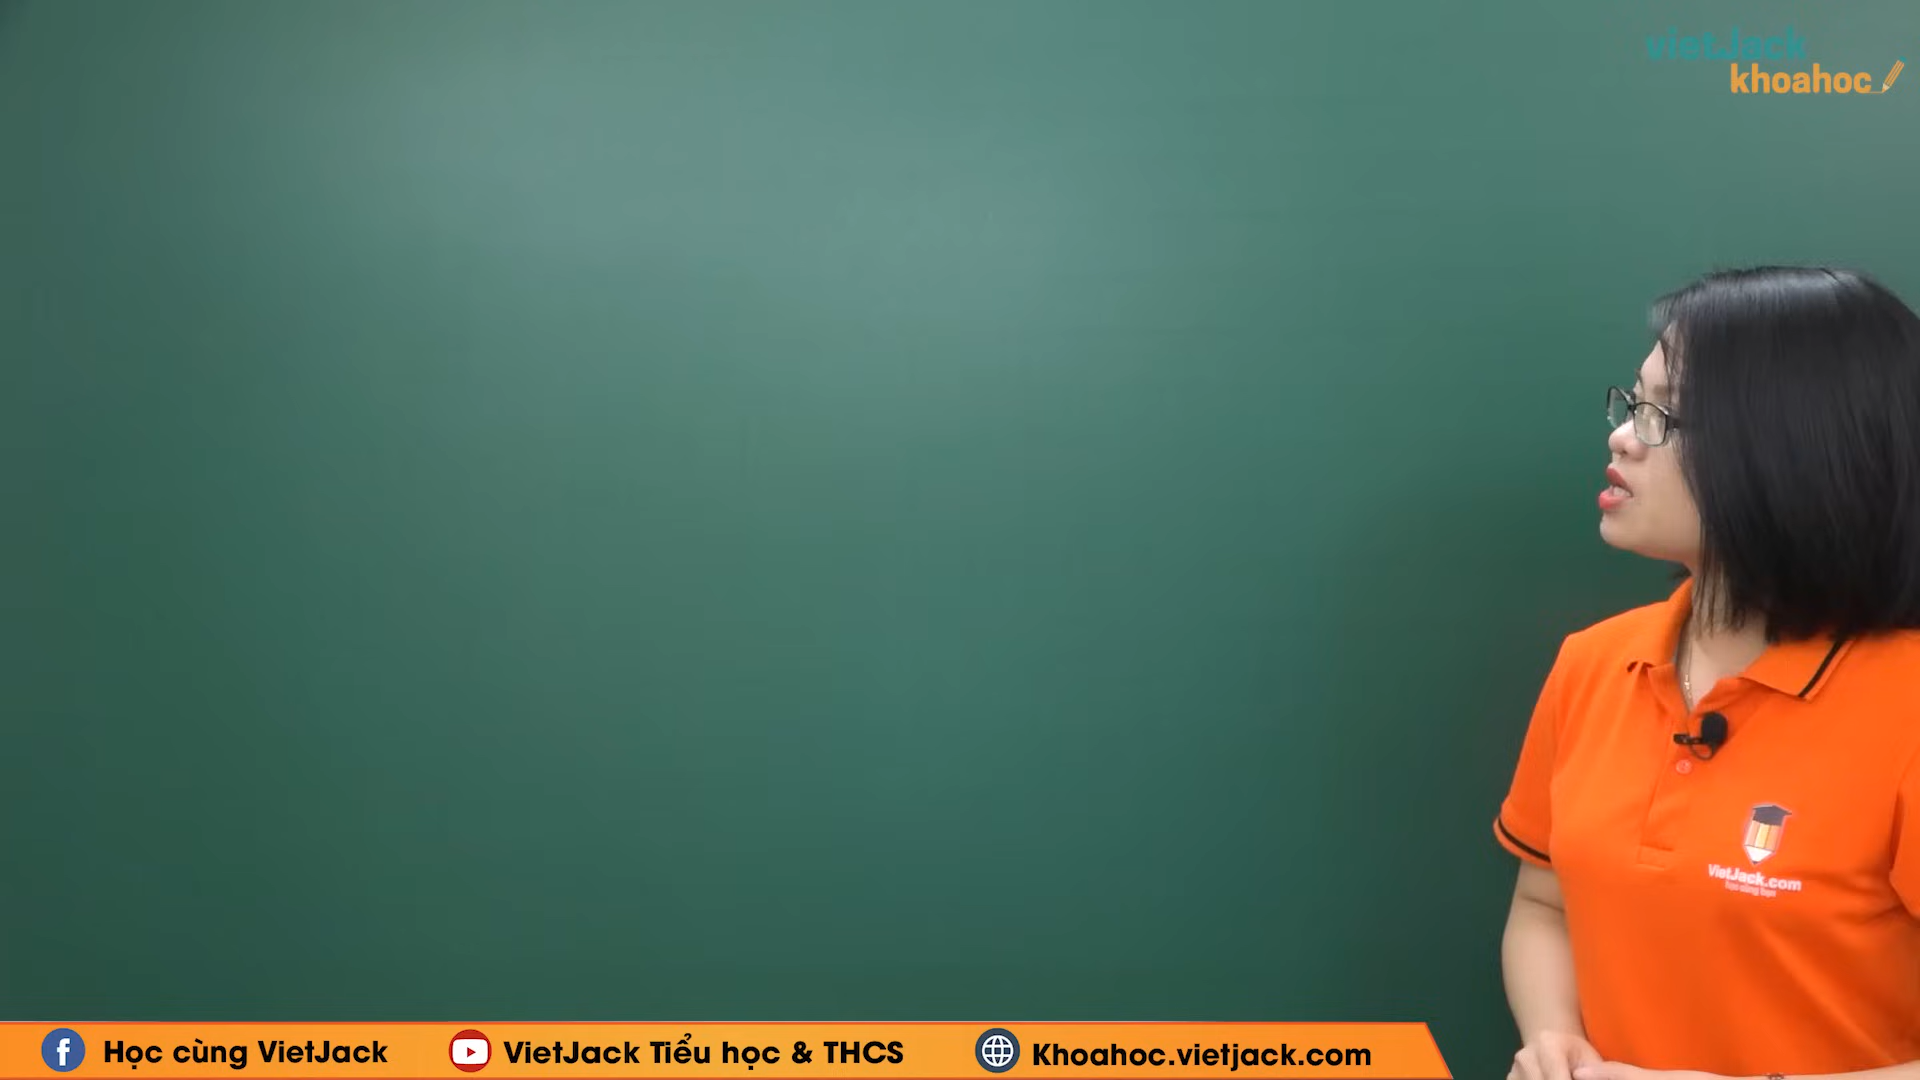 vietJack
khoahoc
VietJack.com
Học cùng VietJack
VietJack Tiểu học & THCS
Khoahoc.vietjack.com